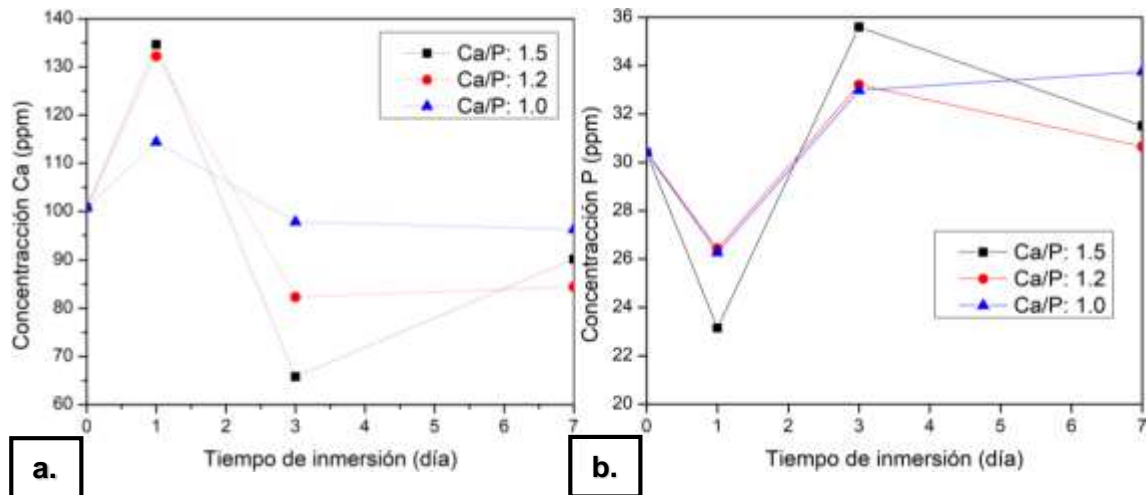 140
130
120
110
100
90
80
70
60
Concentracción Ca (ppm)
Ca/P: 1.5
Ca/P: 1.2
Ca/P: 1.0
0 1 2 3 4 5 6 7
Tiempo de inmersión (día)
a.
36
34
32
30
28
26
24
22
20
Concentracción P (ppm)
Ca/P: 1.5
Ca/P: 1.2
Ca/P: 1.0
0 1 2 3 4 5 6 7
Tiempo de inmersión (día)
b.